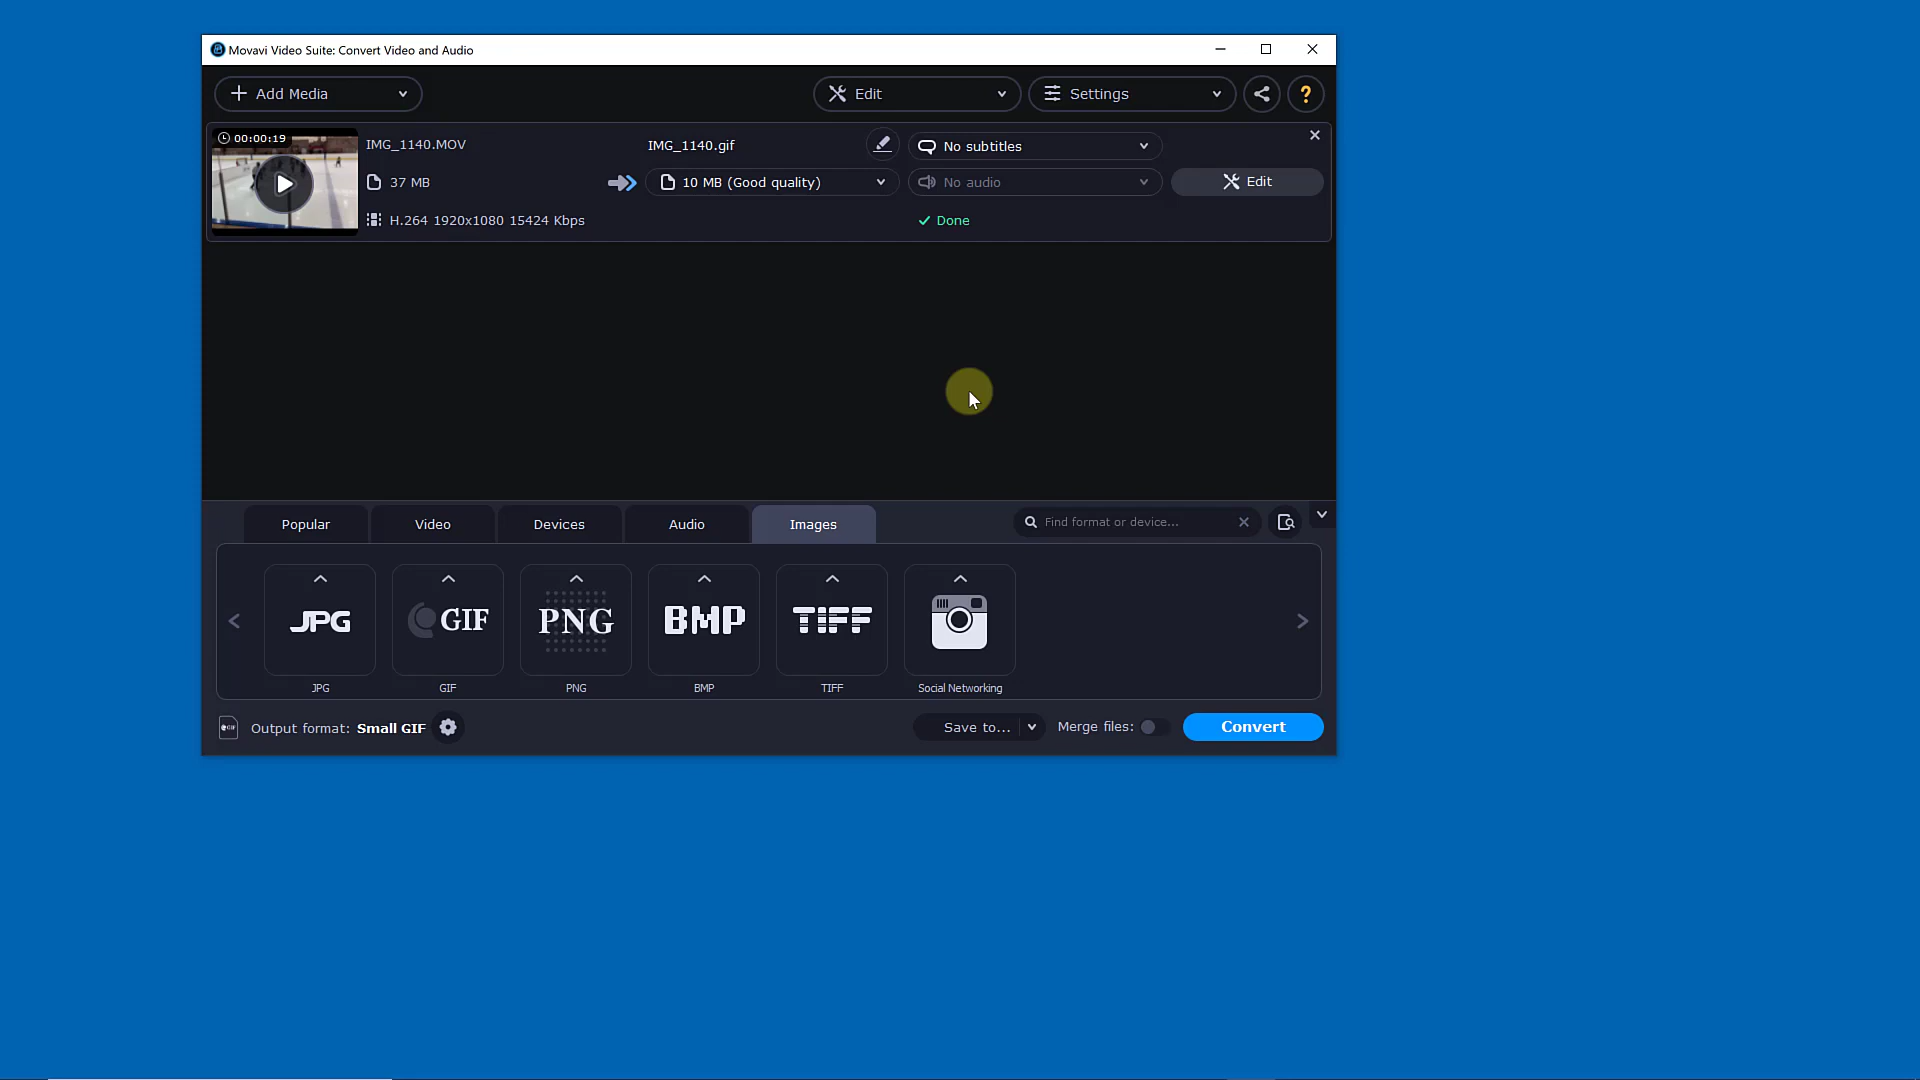 Movavi Video Suite: Convert Video and Audio
Add Media
Edit
Settings
?
00:00:19
IMG_1140.MOV
IMG_1140.gif
No subtitles
37 MB
10 MB (Good quality)
No audio
Edit
H.264 1920x1080 15424 Kbps
Done
Popular
Video
Devices
Audio
Images
Find format or device...
JPG
GIF
PNG
BMP
TIFF
JPG
GIF
PNG
BMP
TIFF
Social Networking
Output format: Small GIF
Save to...
Merge files:
Convert